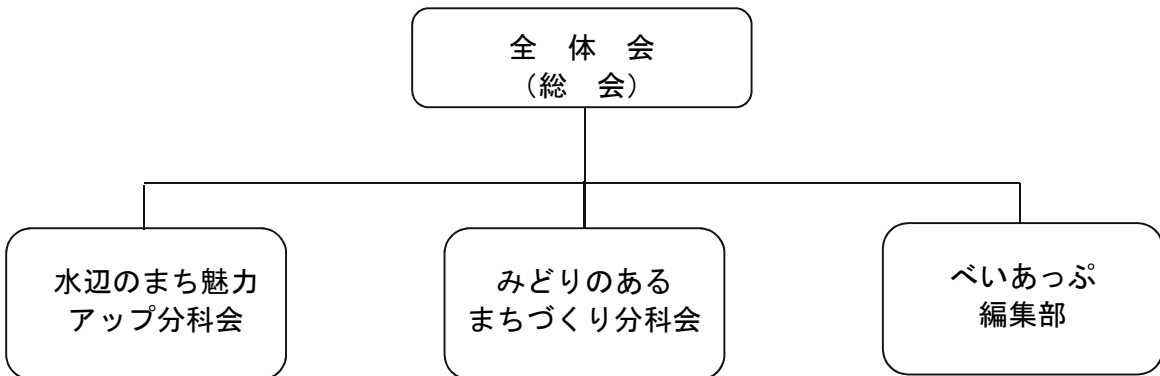 全　体　会
（総　会）
水辺のまち魅力
アップ分科会
みどりのある
まちづくり分科会
べいあっぷ
編集部